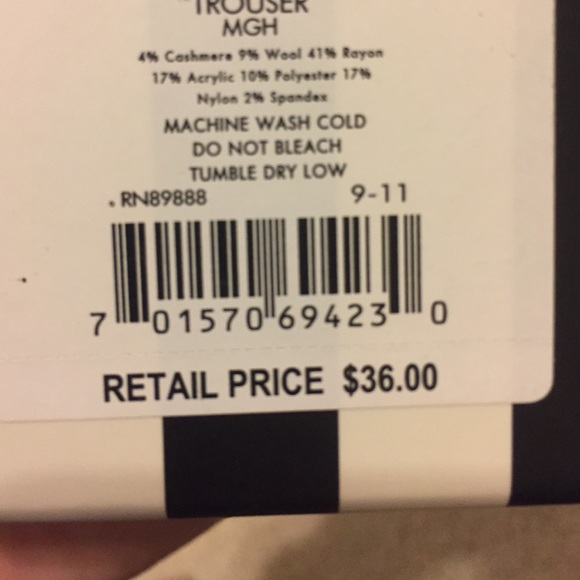 "TROUSER
MGH
4% Cashmere 9% Wool 41% Rayon
17% Acrylic 10% Polyester 17%
Nylon 2% Spandex
MACHINE WASH COLD
DO NOT BLEACH
TUMBLE DRY LOW
. RN89888 9-11
7 01570 69423 0
RETAIL PRICE $36.00